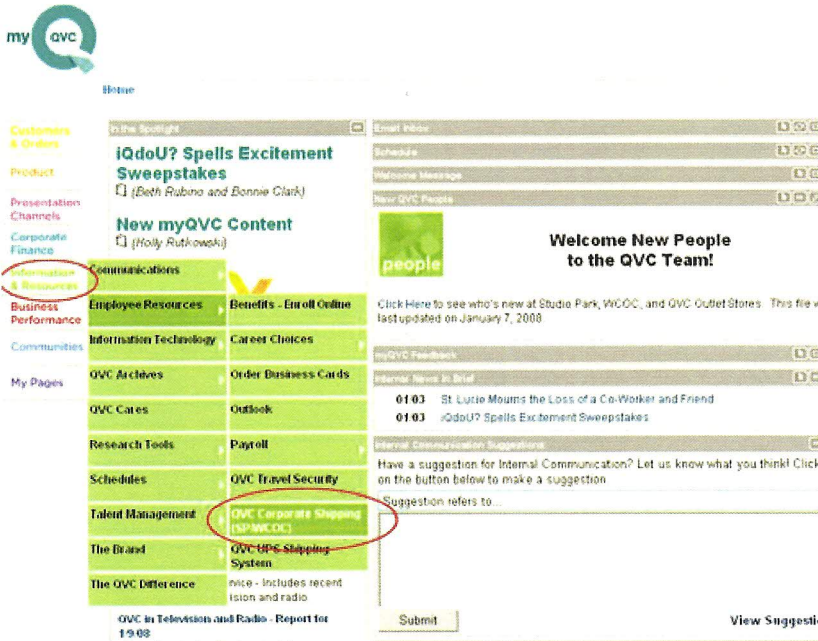 my QVC
Home
Customers
& Orders
Product
Presentation
Channels
Corporate
Finance
Information
& Resources
Business
Performance
Communities
My Pages
In the Spotlight
iQdoU? Spells Excitement
Sweepstakes
(Beth Rubino and Bonnie Clark)
New myQVC Content
(Holly Rutkowski)
Communications
Employee Resources
Information Technology
QVC Archives
QVC Cares
Research Tools
Schedules
Talent Management
The Brand
The QVC Difference
Benefits - Enroll Online
Career Choices
Order Business Cards
Outlook
Payroll
QVC Travel Security
QVC Corporate Shipping
(SP/WCOC)
QVC UPS Shipping
System
nice - Includes recent
ision and radio
QVC in Television and Radio - Report for
1-9-08
Email Inbox
Schedule
Welcome Message
New QVC People
people
Welcome New People
to the QVC Team!
Click Here to see who's new at Studio Park, WCOC, and QVC Outlet Stores. This file w
last updated on January 7, 2008
myQVC Feedback
Internal News In Brief
01/03 St. Lucie Mourns the Loss of a Co-Worker and Friend
01/03 iQdoU? Spells Excitement Sweepstakes
Internal Communication Suggestions
Have a suggestion for Internal Communication? Let us know what you think! Click
on the button below to make a suggestion
Suggestion refers to...
Submit
View Suggesti